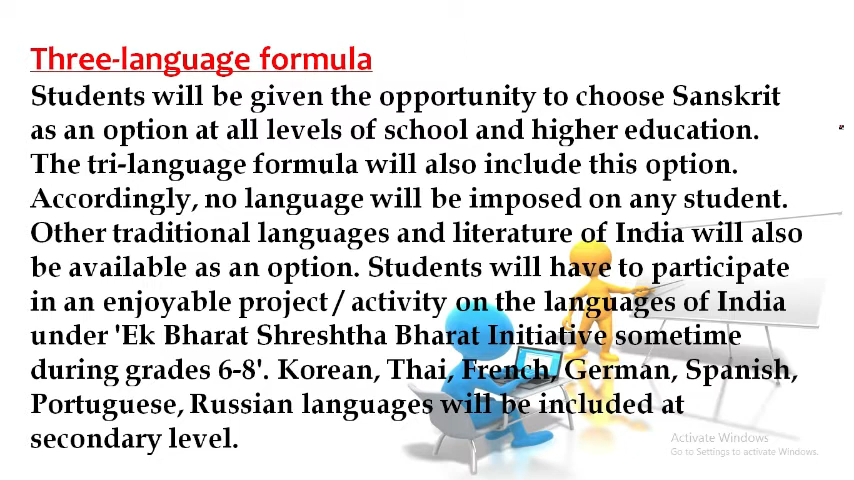 Three-language formula
Students will be given the opportunity to choose Sanskrit
as an option at all levels of school and higher education.
The tri-language formula will also include this option.
Accordingly, no language will be imposed on any student.
Other traditional languages and literature of India will also
be available as an option. Students will have to participate
in an enjoyable project / activity on the languages of India
under 'Ek Bharat Shreshtha Bharat Initiative sometime
during grades 6-8'. Korean, Thai, French, German, Spanish,
Portuguese, Russian languages will be included at
secondary level.
Activate Windows
Go to Settings to activate Windows.